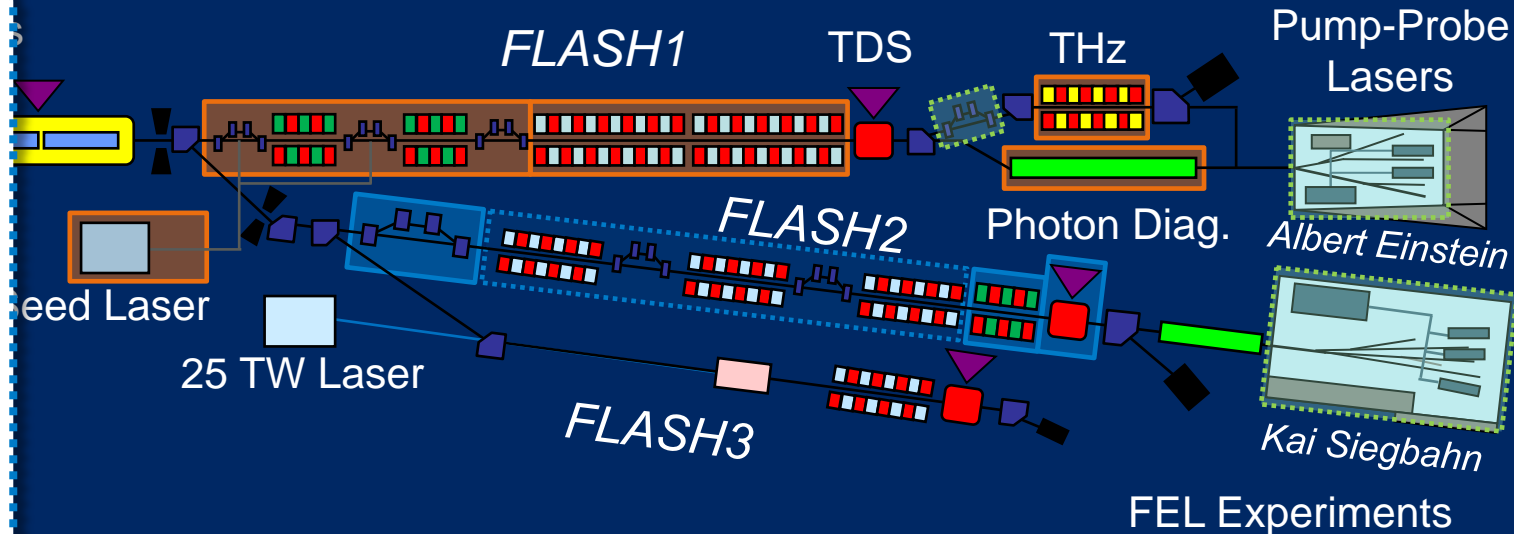 FLASH1
TDS
THz
Pump-Probe
Lasers
FLASH2
Photon Diag.
Albert Einstein
Laser
25 TW Laser
FLASH3
Kai Siegbahn
FEL Experiments